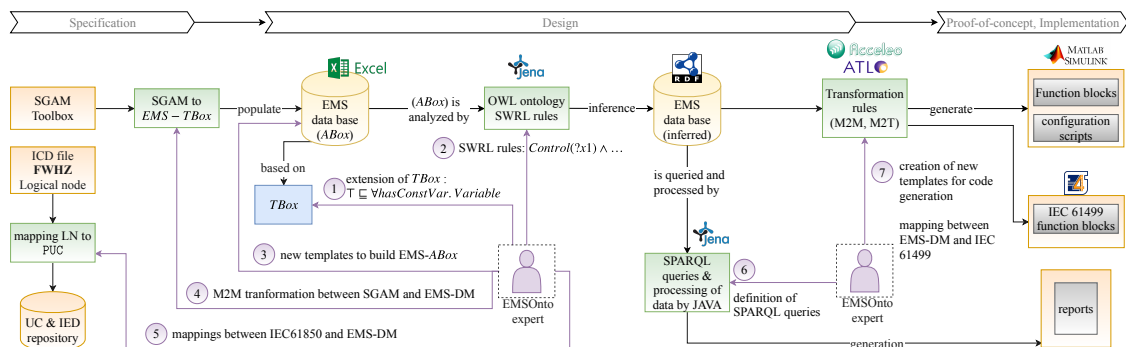 Specification
Design
Proof-of-concept, Implementation
Excel
Jena
RDF
Acceleo
ATL
MATLAB
SIMULINK
SGAM
Toolbox
SGAM to
EMS − TBox
populate
EMS
data base
(ABox)
(ABox) is
analyzed by
OWL ontology
SWRL rules
inference
EMS
data base
(inferred)
Transformation
rules
(M2M, M2T)
generate
Function blocks
configuration
scripts
ICD file
FWHZ
Logical node
based on
TBox
1
extension of TBox :
⊤ ⊑ ∀hasConstVar. Variable
2
SWRL rules: Control(?x1) ∧ …
is queried and
processed by
7
creation of new
templates for code
generation
mapping between
EMS-DM and IEC
61499
IEC 61499
function blocks
mapping LN to
PUC
3
new templates to build EMS-ABox
4
M2M tranformation between SGAM and EMS-DM
EMSOnto
expert
Jena
SPARQL
queries &
processing of
data by JAVA
6
definition of
SPARQL queries
EMSOnto
expert
reports
UC & IED
repository
5
mappings between IEC61850 and EMS-DM
generation